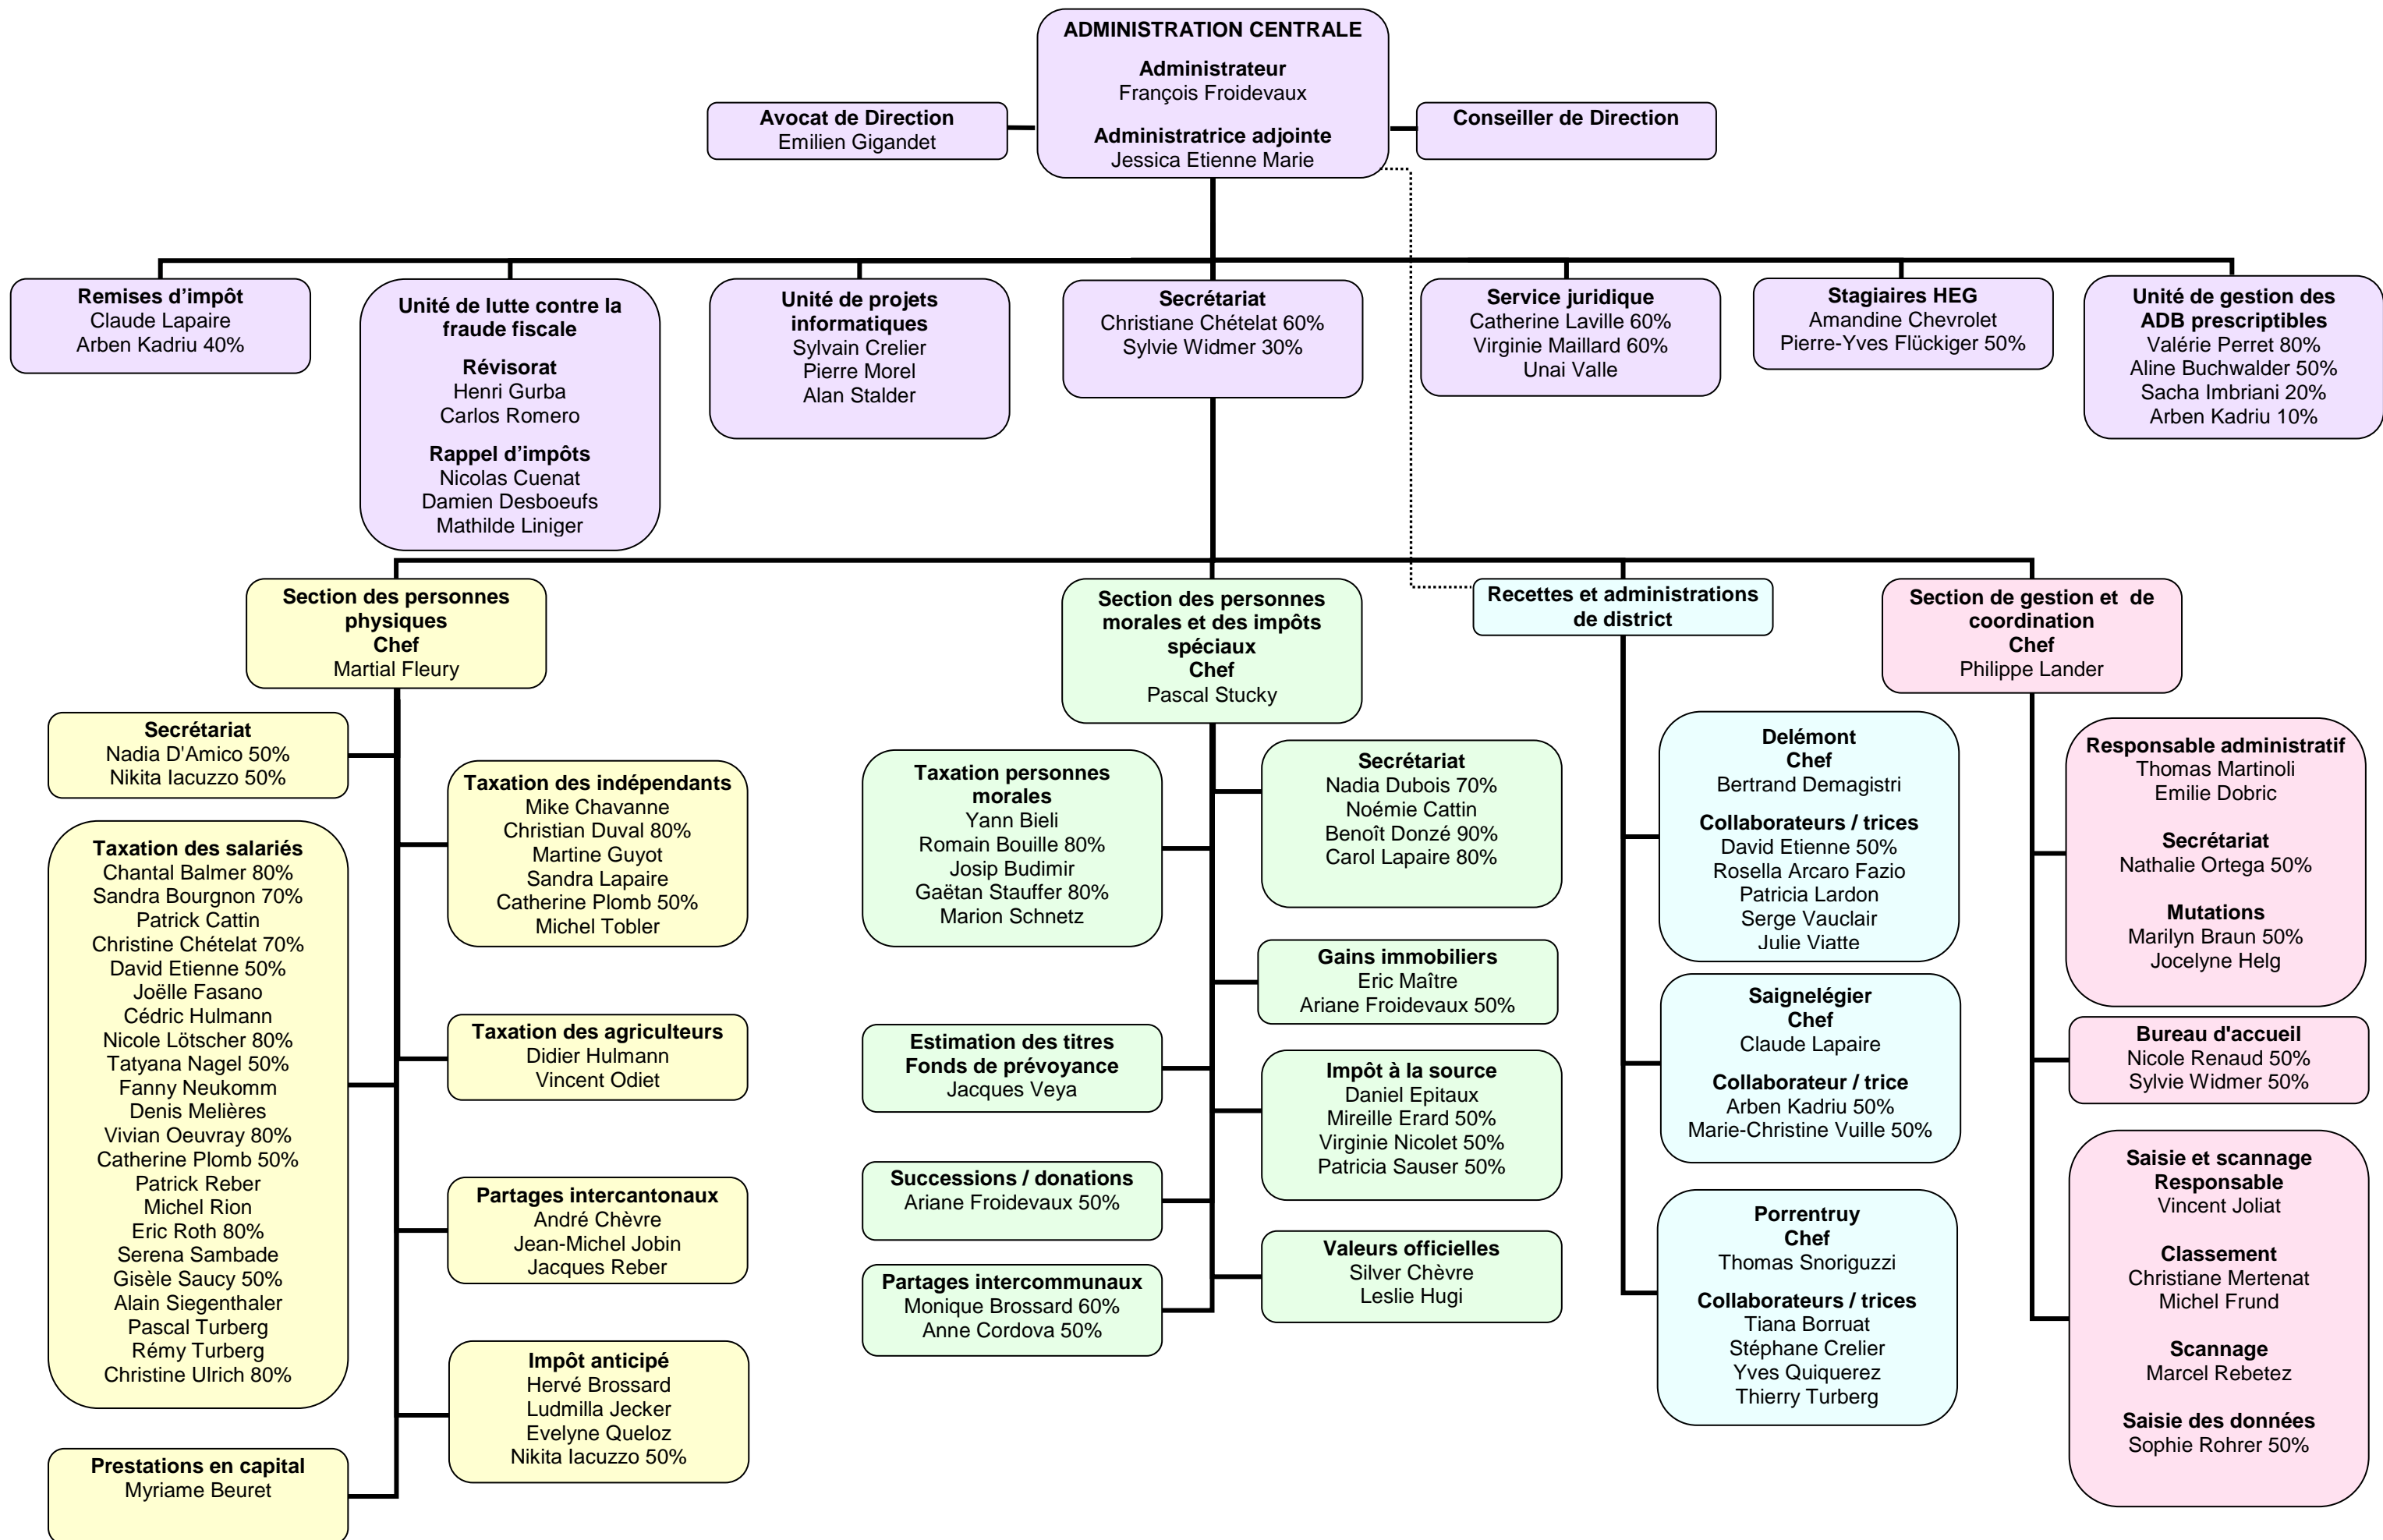 ADMINISTRATION CENTRALE
Administrateur
François Froidevaux
Administratrice adjointe
Jessica Etienne Marie
Avocat de Direction
Emilien Gigandet
Conseiller de Direction
Remises d’impôt
Claude Lapaire
Arben Kadriu 40%
Unité de lutte contre la
fraude fiscale
Révisorat
Henri Gurba
Carlos Romero
Rappel d’impôts
Nicolas Cuenat
Damien Desboeufs
Mathilde Liniger
Unité de projets
informatiques
Sylvain Crelier
Pierre Morel
Alan Stalder
Secrétariat
Christiane Chételat 60%
Sylvie Widmer 30%
Service juridique
Catherine Laville 60%
Virginie Maillard 60%
Unai Valle
Stagiaires HEG
Amandine Chevrolet
Pierre-Yves Flückiger 50%
Unité de gestion des
ADB prescriptibles
Valérie Perret 80%
Aline Buchwalder 50%
Sacha Imbriani 20%
Arben Kadriu 10%
Section des personnes
physiques
Chef
Martial Fleury
Secrétariat
Nadia D'Amico 50%
Nikita Iacuzzo 50%
Taxation des salariés
Chantal Balmer 80%
Sandra Bourgnon 70%
Patrick Cattin
Christine Chételat 70%
David Etienne 50%
Joëlle Fasano
Cédric Hulmann
Nicole Lötscher 80%
Tatyana Nagel 50%
Fanny Neukomm
Denis Melières
Vivian Oeuvray 80%
Catherine Plomb 50%
Patrick Reber
Michel Rion
Eric Roth 80%
Serena Sambade
Gisèle Saucy 50%
Alain Siegenthaler
Pascal Turberg
Rémy Turberg
Christine Ulrich 80%
Prestations en capital
Myriame Beuret
Taxation des indépendants
Mike Chavanne
Christian Duval 80%
Martine Guyot
Sandra Lapaire
Catherine Plomb 50%
Michel Tobler
Taxation des agriculteurs
Didier Hulmann
Vincent Odiet
Partages intercantonaux
André Chèvre
Jean-Michel Jobin
Jacques Reber
Impôt anticipé
Hervé Brossard
Ludmilla Jecker
Evelyne Queloz
Nikita Iacuzzo 50%
Section des personnes
morales et des impôts
spéciaux
Chef
Pascal Stucky
Taxation personnes
morales
Yann Bieli
Romain Bouille 80%
Josip Budimir
Gaëtan Stauffer 80%
Marion Schnetz
Estimation des titres
Fonds de prévoyance
Jacques Veya
Successions / donations
Ariane Froidevaux 50%
Partages intercommunaux
Monique Brossard 60%
Anne Cordova 50%
Secrétariat
Nadia Dubois 70%
Noémie Cattin
Benoît Donzé 90%
Carol Lapaire 80%
Gains immobiliers
Eric Maître
Ariane Froidevaux 50%
Impôt à la source
Daniel Epitaux
Mireille Erard 50%
Virginie Nicolet 50%
Patricia Sauser 50%
Valeurs officielles
Silver Chèvre
Leslie Hugi
Recettes et administrations
de district
Delémont
Chef
Bertrand Demagistri
Collaborateurs / trices
David Etienne 50%
Rosella Arcaro Fazio
Patricia Lardon
Serge Vauclair
Julie Viatte
Saignelégier
Chef
Claude Lapaire
Collaborateur / trice
Arben Kadriu 50%
Marie-Christine Vuille 50%
Porrentruy
Chef
Thomas Snoriguzzi
Collaborateurs / trices
Tiana Borruat
Stéphane Crelier
Yves Quiquerez
Thierry Turberg
Section de gestion et de
coordination
Chef
Philippe Lander
Responsable administratif
Thomas Martinoli
Emilie Dobric
Secrétariat
Nathalie Ortega 50%
Mutations
Marilyn Braun 50%
Jocelyne Helg
Bureau d'accueil
Nicole Renaud 50%
Sylvie Widmer 50%
Saisie et scannage
Responsable
Vincent Joliat
Classement
Christiane Mertenat
Michel Frund
Scannage
Marcel Rebetez
Saisie des données
Sophie Rohrer 50%